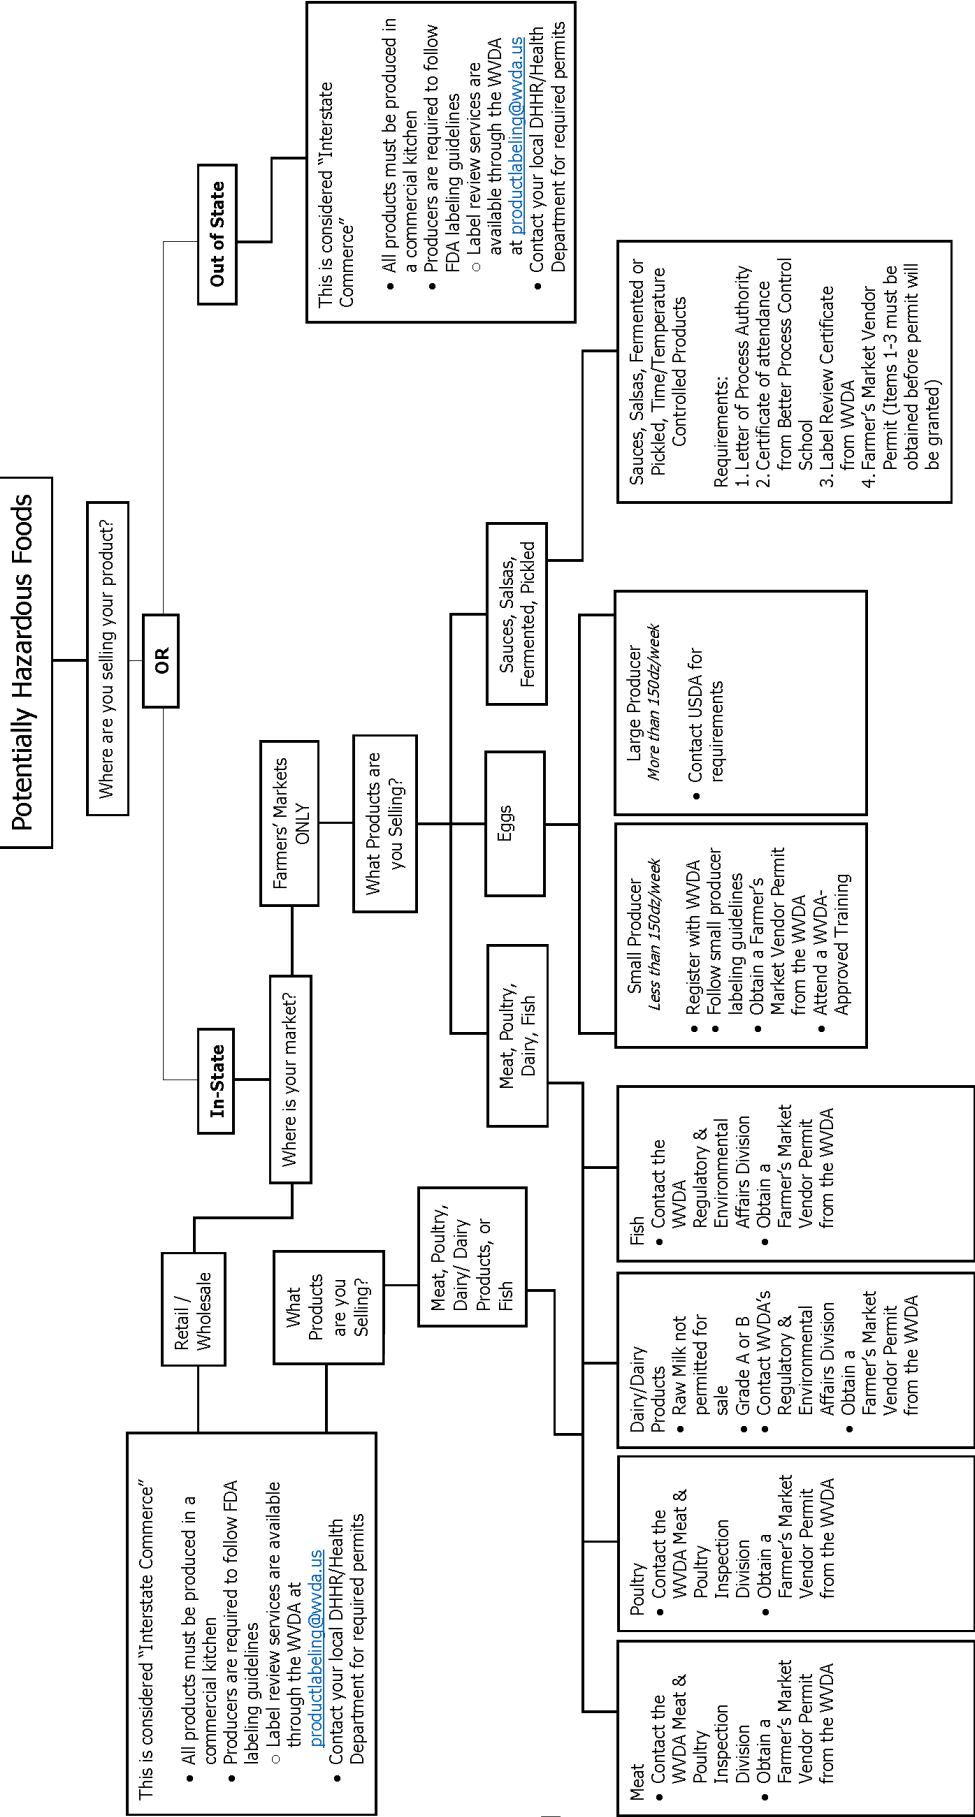 Potentially Hazardous Foods
Where are you selling your product?
OR
In-State
Out of State
Where is your market?
Retail /
Wholesale
Farmers' Markets
ONLY
This is considered "Interstate Commerce"
• All products must be produced in a
commercial kitchen
• Producers are required to follow FDA
labeling guidelines
○ Label review services are available
through the WVDA at
productlabeling@wvda.us
• Contact your local DHHR/Health
Department for required permits
What
Products
are you
Selling?
Meat, Poultry,
Dairy/ Dairy
Products, or
Fish
What Products are
you Selling?
Meat, Poultry,
Dairy, Fish
Eggs
Sauces, Salsas,
Fermented, Pickled
This is considered "Interstate
Commerce"
• All products must be produced in
a commercial kitchen
• Producers are required to follow
FDA labeling guidelines
○ Label review services are
available through the WVDA
at productlabeling@wvda.us
• Contact your local DHHR/Health
Department for required permits
Meat
• Contact the
WVDA Meat &
Poultry
Inspection
Division
• Obtain a
Farmer's Market
Vendor Permit
from the WVDA
Poultry
• Contact the
WVDA Meat &
Poultry
Inspection
Division
• Obtain a
Farmer's Market
Vendor Permit
from the WVDA
Dairy/Dairy
Products
• Raw Milk not
permitted for
sale
• Grade A or B
• Contact WVDA's
Regulatory &
Environmental
Affairs Division
• Obtain a
Farmer's Market
Vendor Permit
from the WVDA
Fish
• Contact the
WVDA
Regulatory &
Environmental
Affairs Division
• Obtain a
Farmer's Market
Vendor Permit
from the WVDA
Small Producer
Less than 150dz/week
• Register with WVDA
• Follow small producer
labeling guidelines
• Obtain a Farmer's
Market Vendor Permit
from the WVDA
• Attend a WVDA-
Approved Training
Large Producer
More than 150dz/week
• Contact USDA for
requirements
Sauces, Salsas, Fermented or
Pickled, Time/Temperature
Controlled Products
Requirements:
1. Letter of Process Authority
2. Certificate of attendance
from Better Process Control
School
3. Label Review Certificate
from WVDA
4. Farmer's Market Vendor
Permit (Items 1-3 must be
obtained before permit will
be granted)